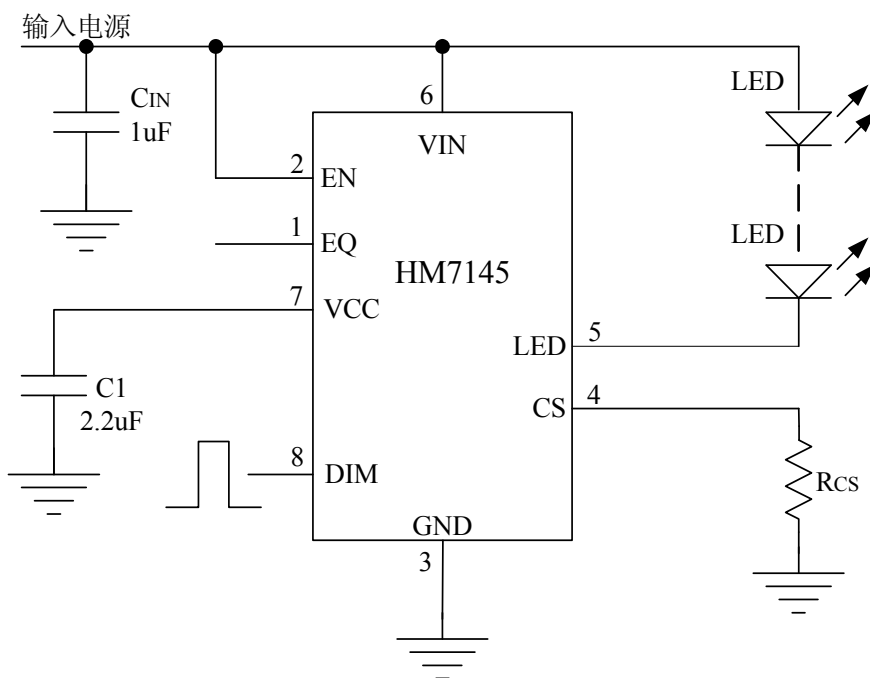 输入电源
CIN
1uF
6
VIN
LED
2
EN
1
EQ
HM7145
LED
7
VCC
LED
5
C1
2.2uF
CS
4
8
DIM
RCS
GND
3